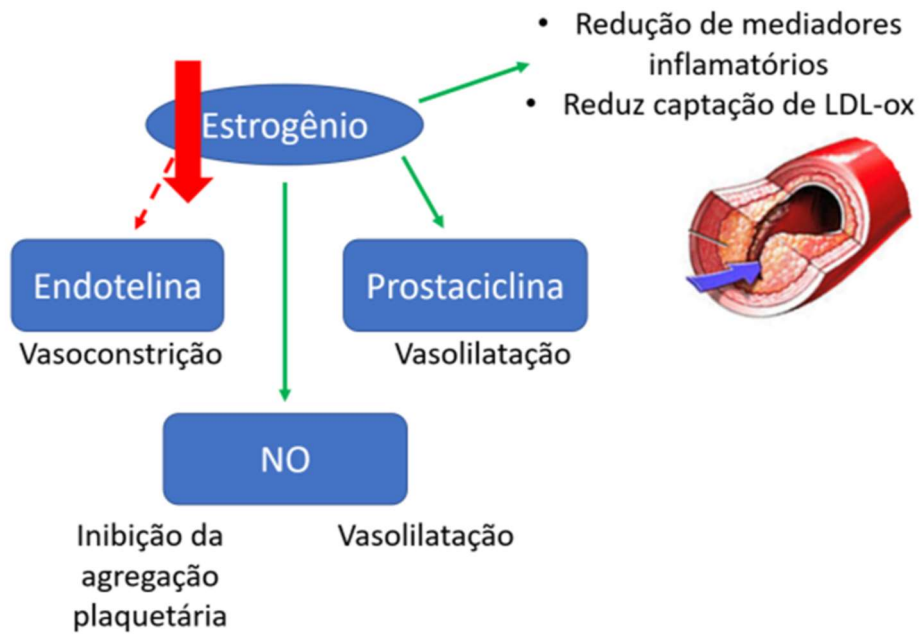 • Redução de mediadores
inflamatórios
• Reduz captação de LDL-ox
Estrogênio
Endotelina
Vasoconstrição
Prostaciclina
Vasolilatação
NO
Inibição da
agregação
plaquetária
Vasolilatação